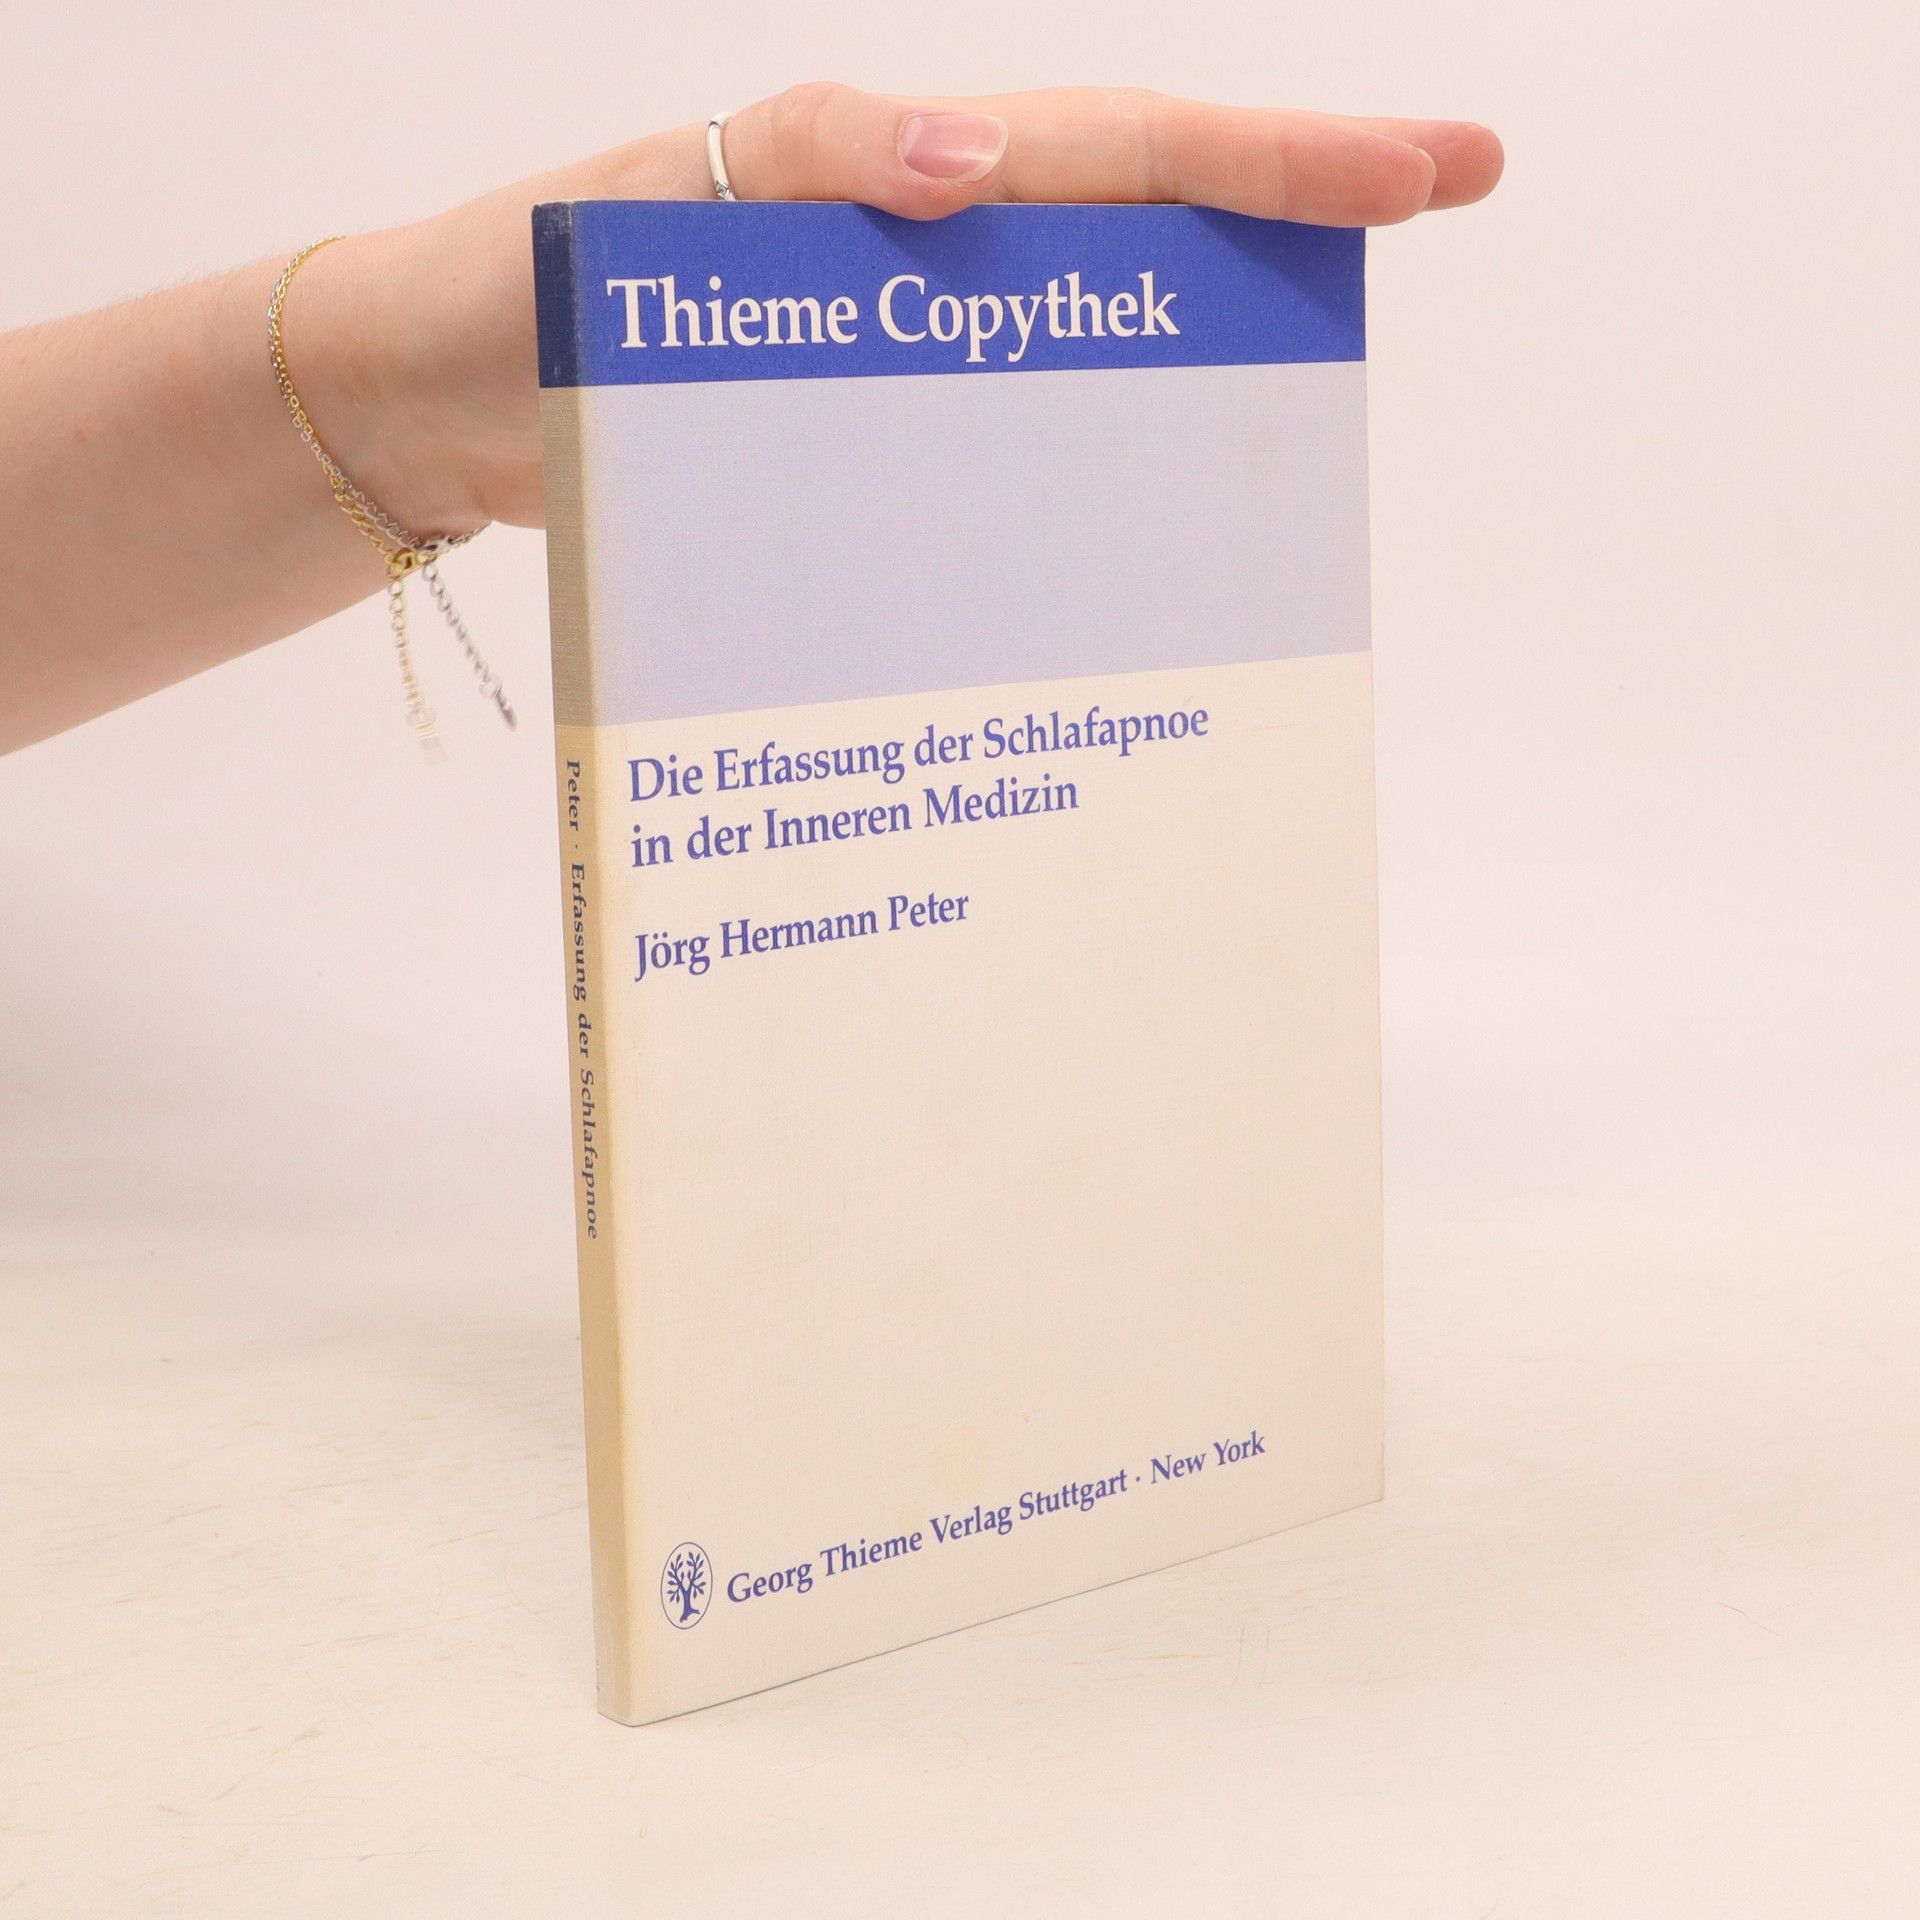 Thieme Copythek
Die Erfassung der Schlafapnoe
in der Inneren Medizin
Jörg Hermann Peter
Georg Thieme Verlag Stuttgart · New York
Peter · Erfassung der Schlafapnoe